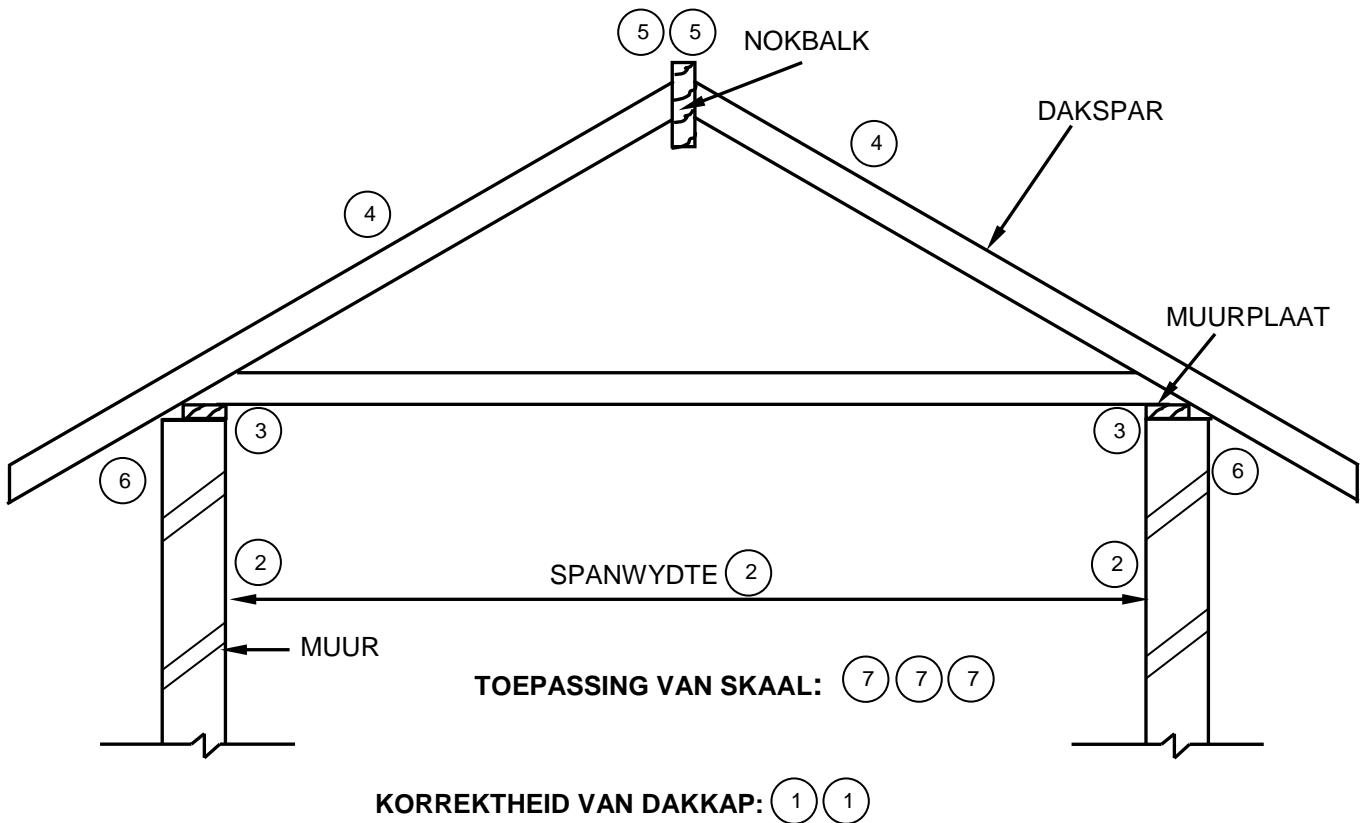 5 5 NOKBALK
DAKSPAR
4
4
MUURPLAAT
3 3
6 6
2 SPANWYDTE 2 2
MUUR
TOEPASSING VAN SKAAL: 7 7 7
KORREKTHEID VAN DAKKAP: 1 1